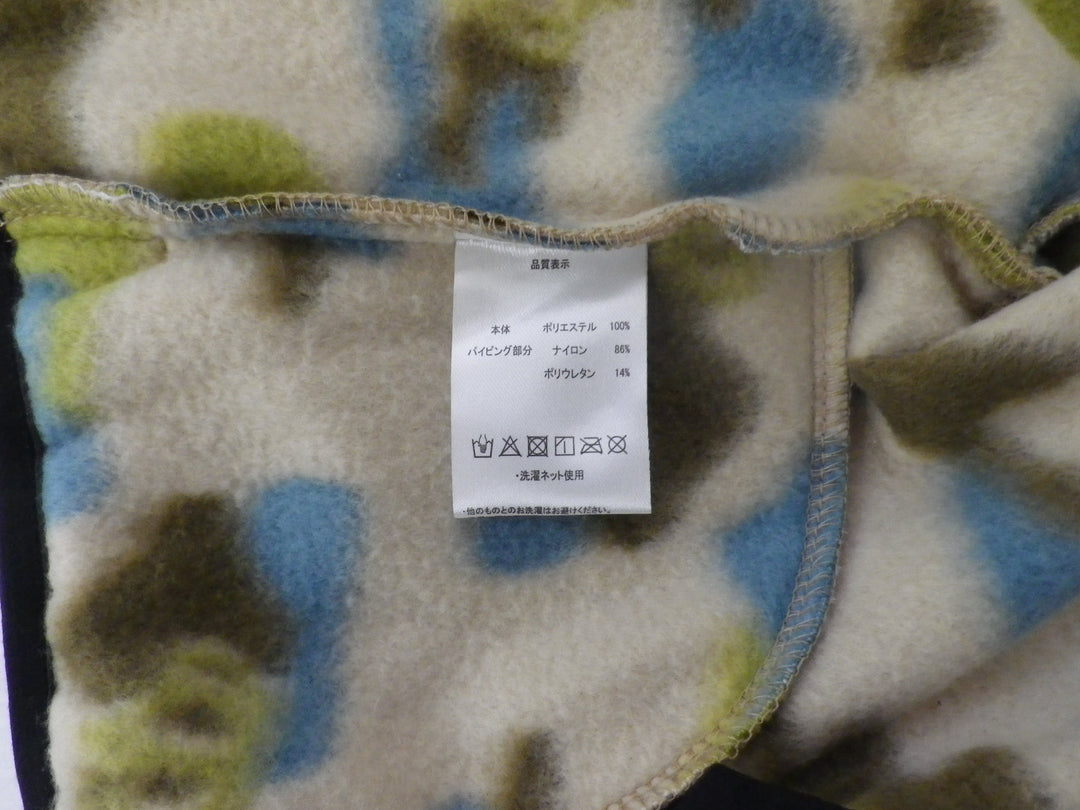 品質表示
本体 ポリエステル 100%
パイピング部分 ナイロン 86%
ポリウレタン 14%
・洗濯ネット使用
・他のものとのお洗濯はお避けください。